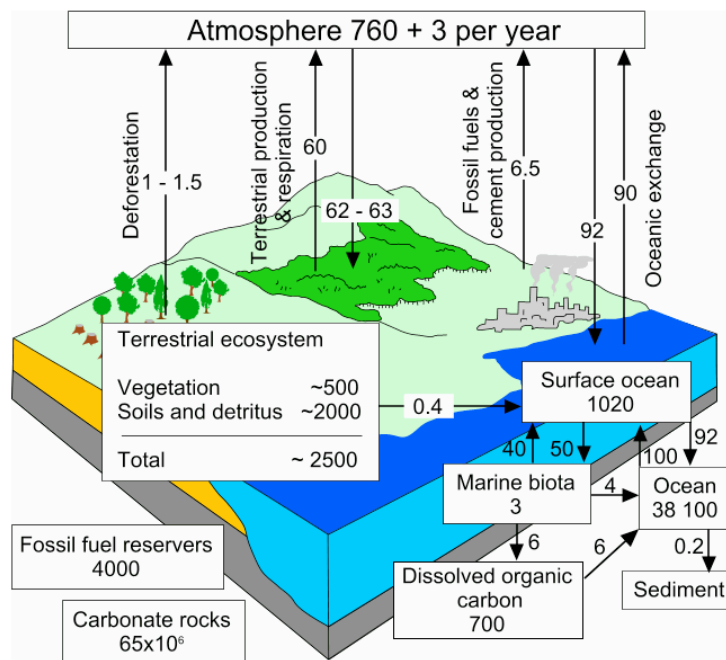 Atmosphere 760 + 3 per year
Deforestation
1 - 1.5
Terrestrial production
& respiration
60
62 - 63
Fossil fuels &
cement production
6.5
92
90
Oceanic exchange
Terrestrial ecosystem
Vegetation ~500
Soils and detritus ~2000
Total ~ 2500
0.4
Surface ocean
1020
40
50
100
92
Marine biota
3
4
Ocean
38 100
6
6
0.2
Dissolved organic
carbon
700
Sediment
Fossil fuel reservers
4000
Carbonate rocks
65x10⁶